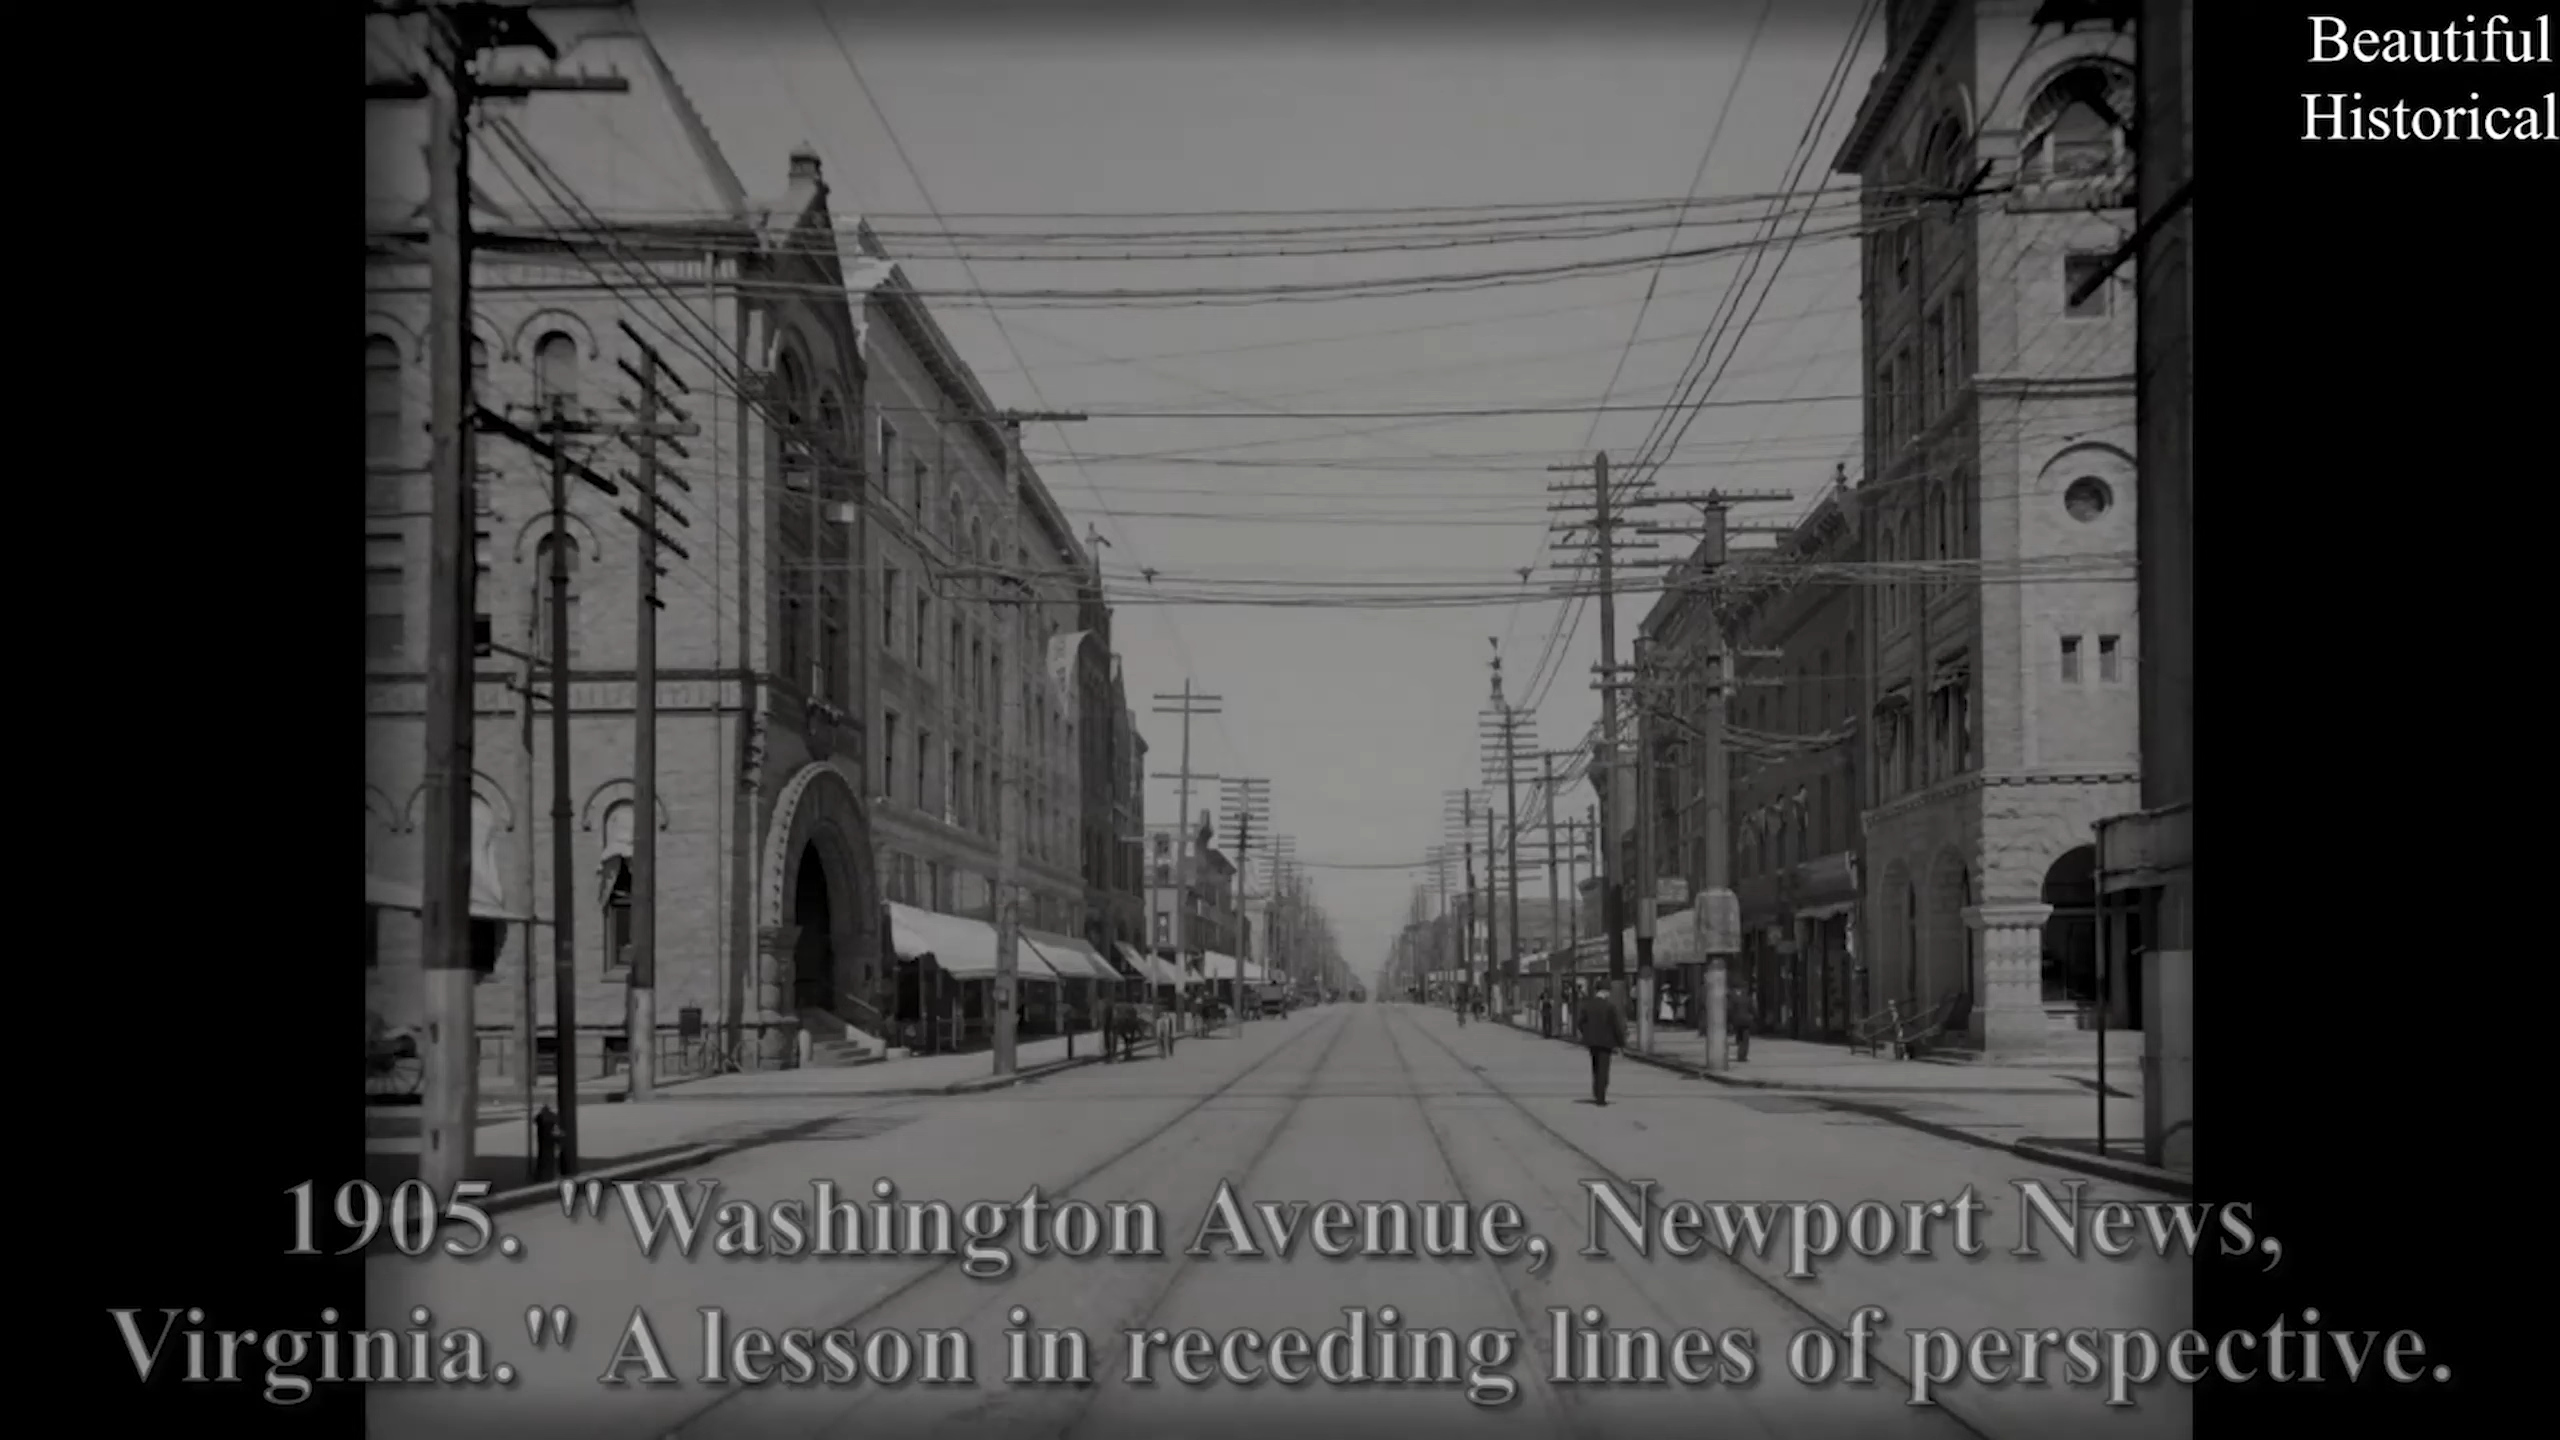 Beautiful
Historical
1905. "Washington Avenue, Newport News,
Virginia." A lesson in receding lines of perspective.